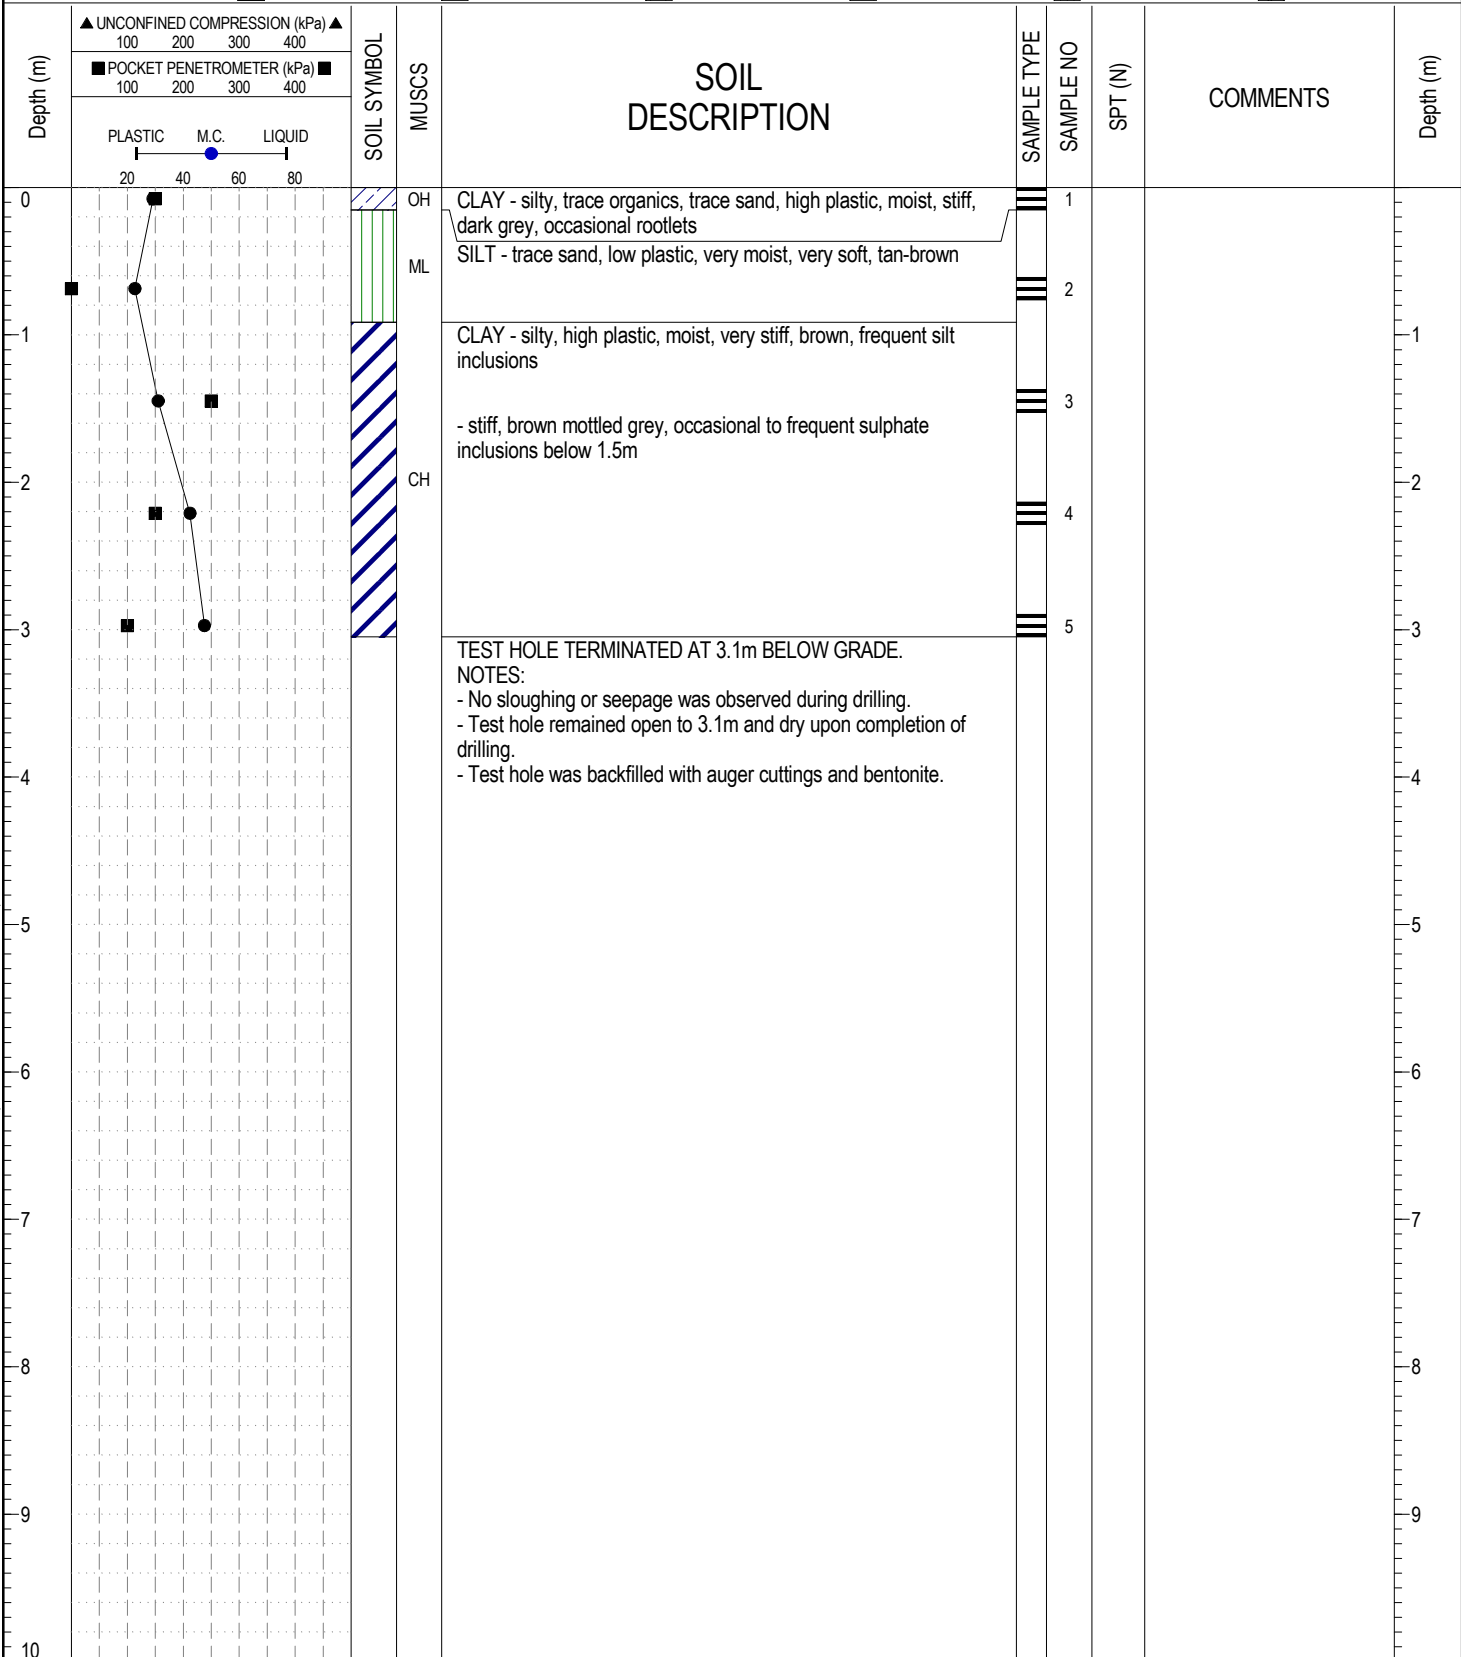 ▲ UNCONFINED COMPRESSION (kPa) ▲
100 200 300 400
■ POCKET PENETROMETER (kPa) ■
100 200 300 400
PLASTIC M.C. LIQUID
20 40 60 80
Depth (m)
SOIL SYMBOL
MUSCS
SOIL
DESCRIPTION
SAMPLE TYPE
SAMPLE NO
SPT (N)
COMMENTS
Depth (m)
0
OH
CLAY - silty, trace organics, trace sand, high plastic, moist, stiff,
dark grey, occasional rootlets
1
ML
SILT - trace sand, low plastic, very moist, very soft, tan-brown
2
1
CLAY - silty, high plastic, moist, very stiff, brown, frequent silt
inclusions
1
3
- stiff, brown mottled grey, occasional to frequent sulphate
inclusions below 1.5m
2
CH
2
4
3
5
3
TEST HOLE TERMINATED AT 3.1m BELOW GRADE.
NOTES:
- No sloughing or seepage was observed during drilling.
- Test hole remained open to 3.1m and dry upon completion of
drilling.
- Test hole was backfilled with auger cuttings and bentonite.
4
4
5
5
6
6
7
7
8
8
9
9
10